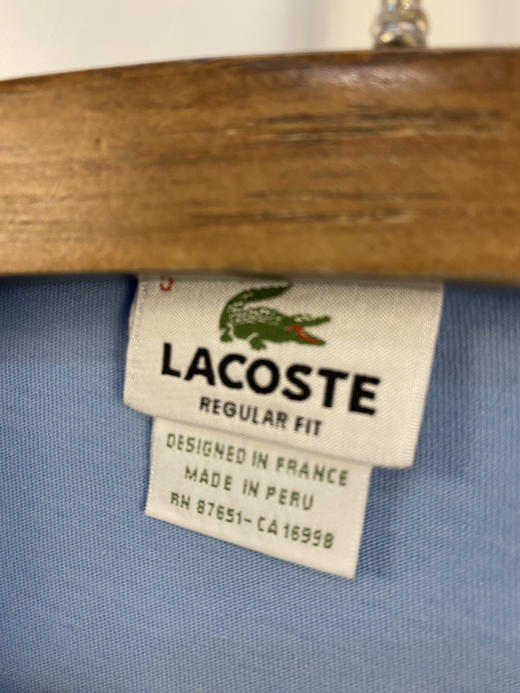 LACOSTE
REGULAR FIT
DESIGNED IN FRANCE
MADE IN PERU
RN 87651-CA 16998